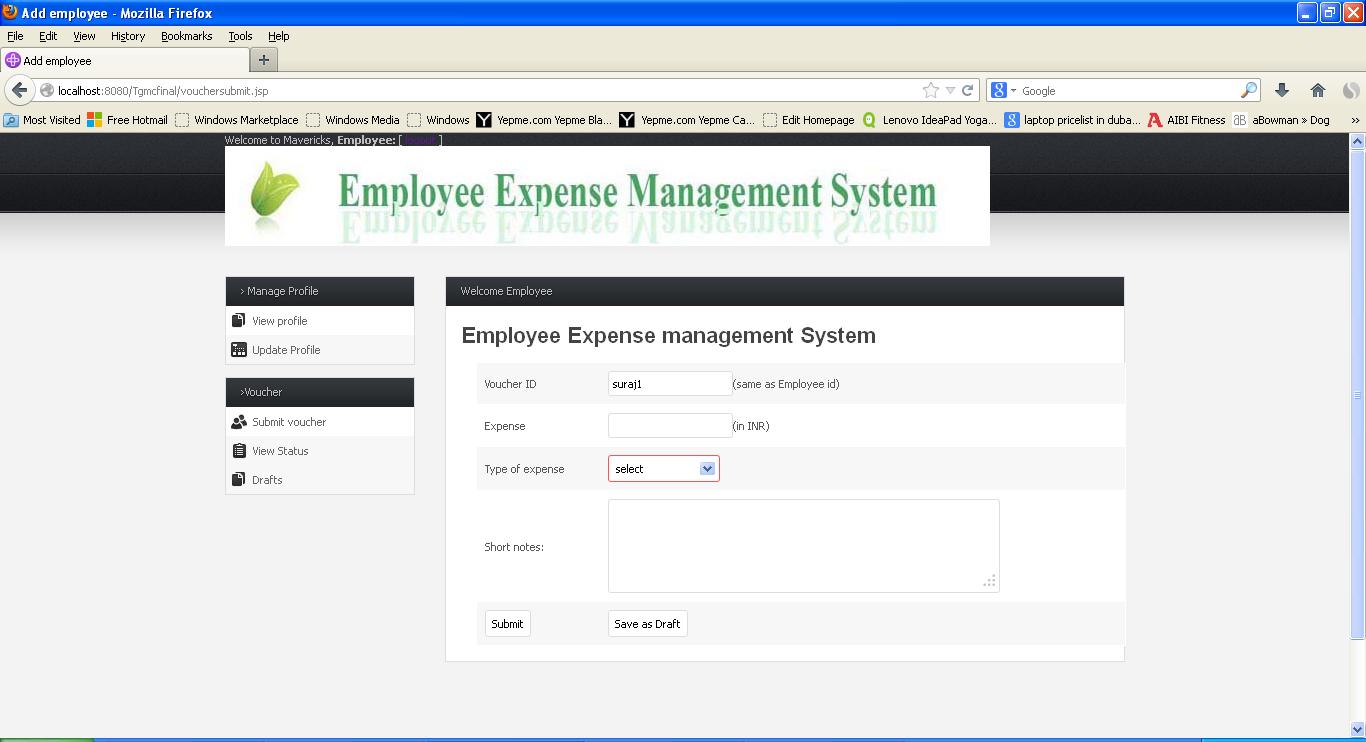 Add employee - Mozilla Firefox
File Edit View History Bookmarks Tools Help
Add employee
localhost:8080/Tgmcfinal/vouchersubmit.jsp Google
Most Visited Free Hotmail Windows Marketplace Windows Media Windows Yepme.com Yepme Bla... Yepme.com Yepme Ca... Edit Homepage Lenovo IdeaPad Yoga... laptop pricelist in duba... AIBI Fitness aBowman » Dog »
Welcome to Mavericks, Employee: [ logout ]
Employee Expense Management System
> Manage Profile
View profile
Update Profile
>Voucher
Submit voucher
View Status
Drafts
Welcome Employee
Employee Expense management System
Voucher ID suraj1 (same as Employee id)
Expense (in INR)
Type of expense select
Short notes:
Submit Save as Draft